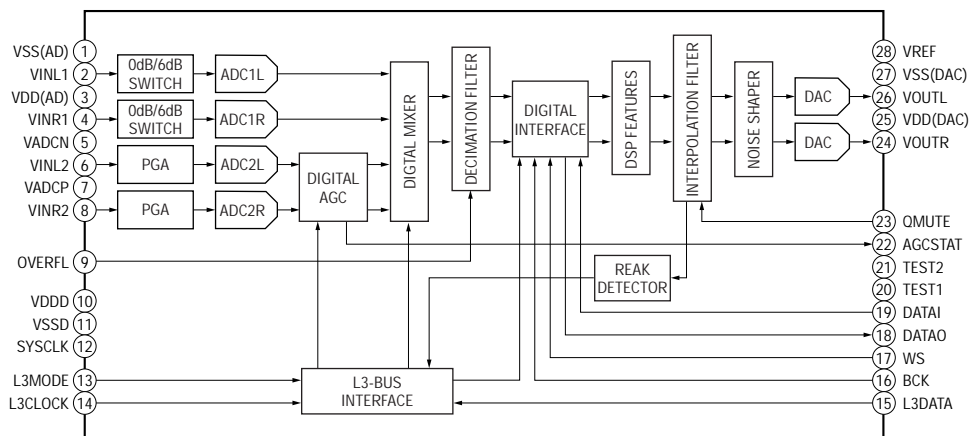 VSS(AD) 1
VINL1 2
VDD(AD) 3
VINR1 4
VADCN 5
VINL2 6
VADCP 7
VINR2 8
OVERFL 9
VDDD 10
VSSD 11
SYSCLK 12
L3MODE 13
L3CLOCK 14
0dB/6dB
SWITCH
ADC1L
0dB/6dB
SWITCH
ADC1R
PGA
ADC2L
PGA
ADC2R
DIGITAL
AGC
DIGTAL MIXER
DECIMATION FILTER
DIGITAL
INTERFACE
DSP FEATURES
INTERPOLATION FILTER
NOISE SHAPER
DAC
DAC
REAK
DETECTOR
L3-BUS
INTERFACE
28 VREF
27 VSS(DAC)
26 VOUTL
25 VDD(DAC)
24 VOUTR
23 QMUTE
22 AGCSTAT
21 TEST2
20 TEST1
19 DATAI
18 DATAO
17 WS
16 BCK
15 L3DATA